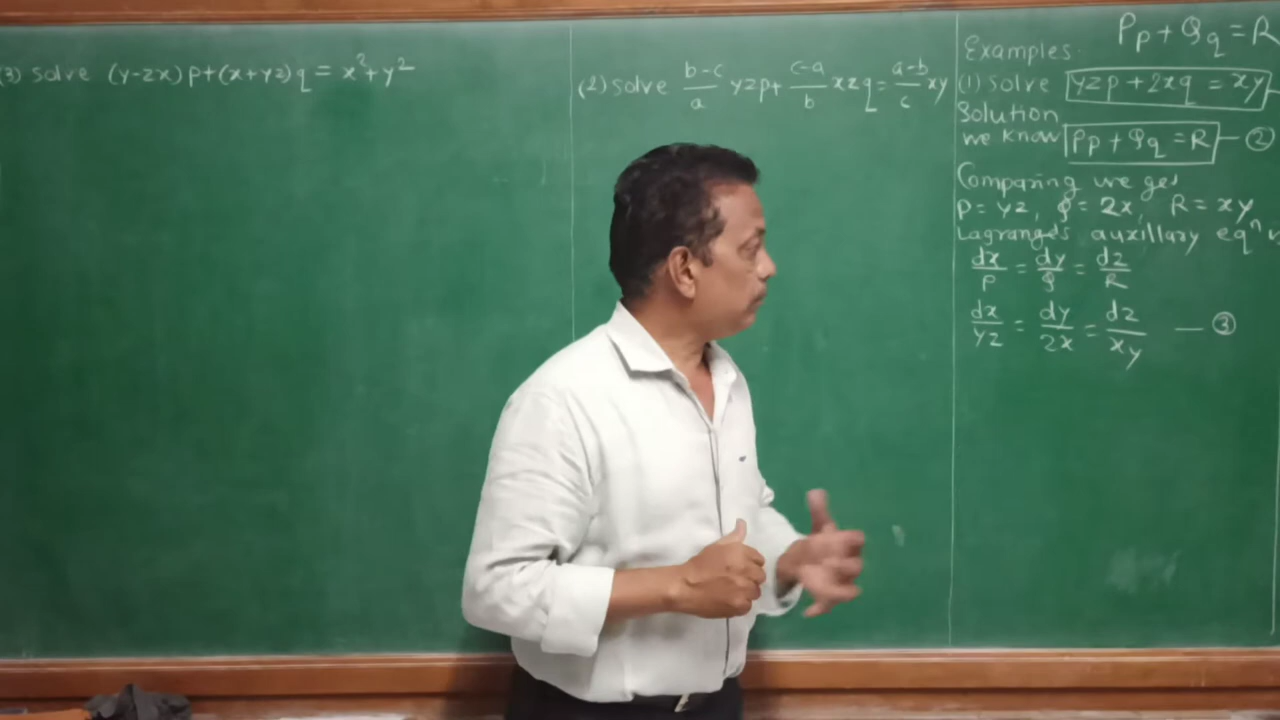 (3) Solve (y-zx)p+(x+yz)q = x²+y²
(2) Solve b-c/a yzp+ c-a/b xzq= a-b/c xy
Pp + Qq = R
Examples.
(1) Solve yzp + 2xq = xy
Solution
We know Pp + Qq = R — ②
Comparing we get
P = yz, Q = 2x, R = xy
Lagrange's auxillary eqⁿ
dx/P = dy/Q = dz/R
dx/yz = dy/2x = dz/xy — ③